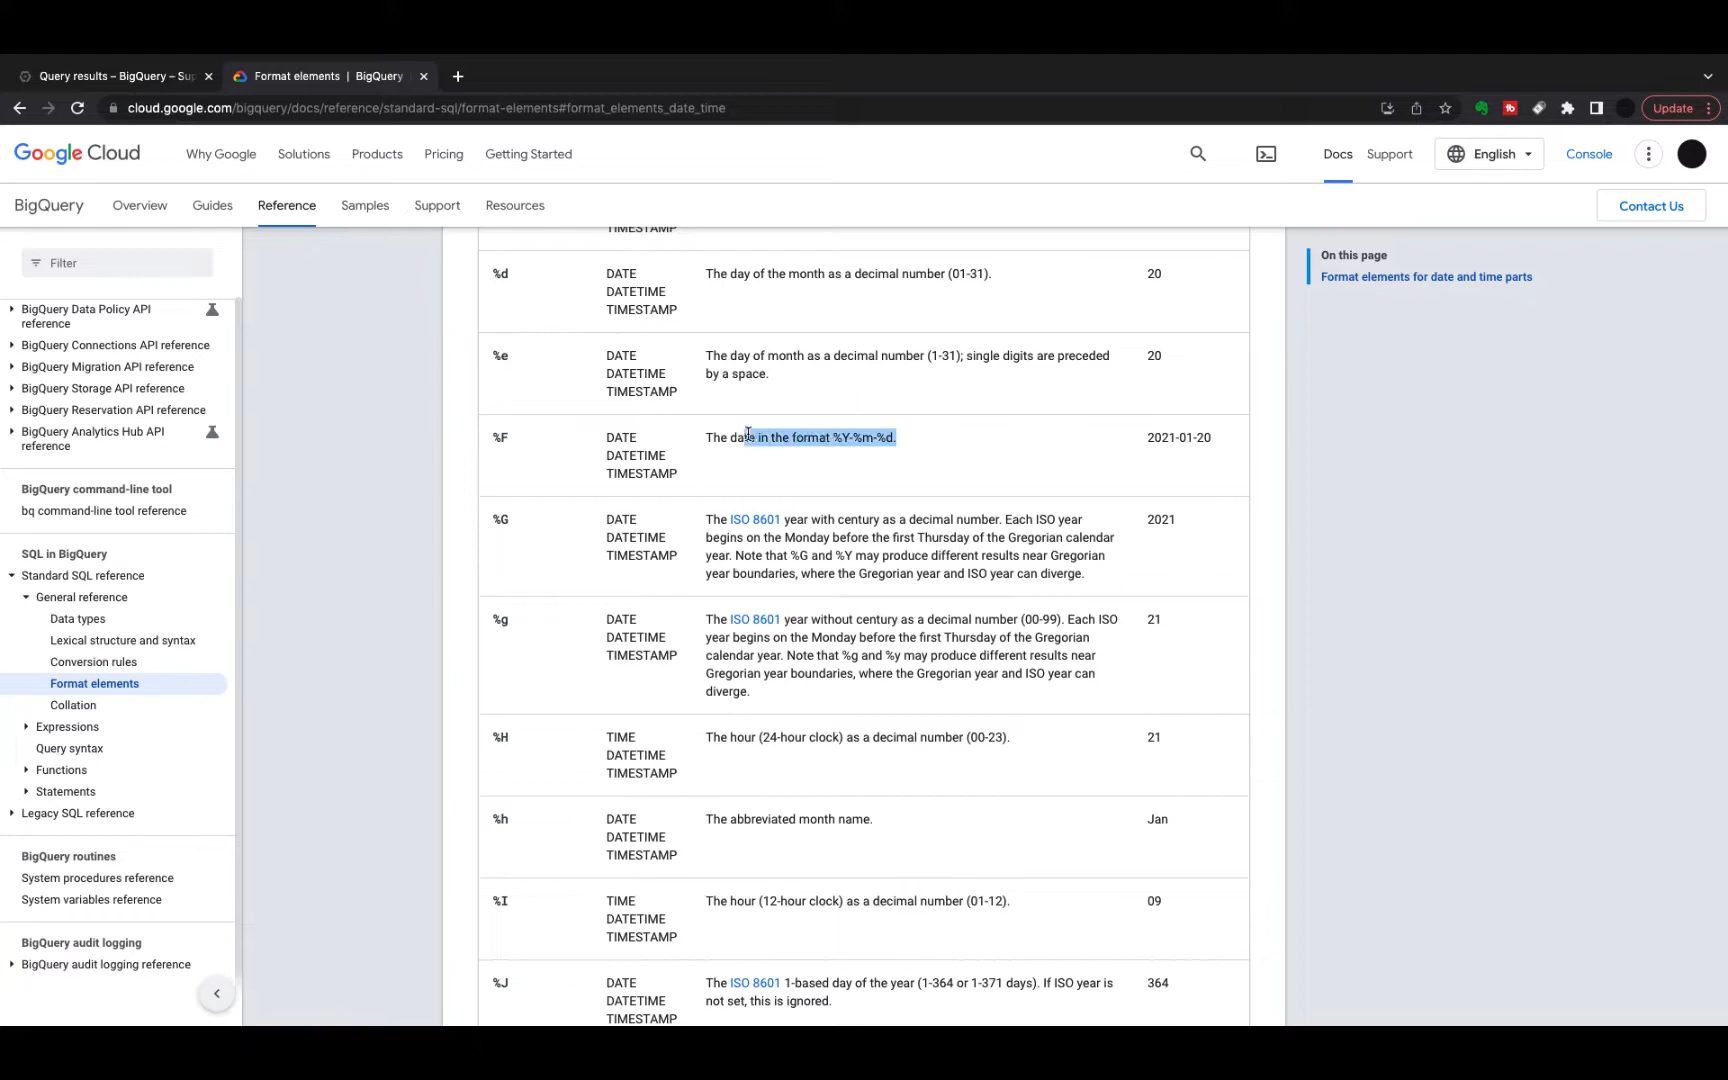 Query results – BigQuery – Sup
Format elements | BigQuery
cloud.google.com/bigquery/docs/reference/standard-sql/format-elements#format_elements_date_time
Update
Google Cloud
Why Google
Solutions
Products
Pricing
Getting Started
Docs
Support
English
Console
BigQuery
Overview
Guides
Reference
Samples
Support
Resources
Contact Us
Filter
BigQuery Data Policy API
reference
BigQuery Connections API reference
BigQuery Migration API reference
BigQuery Storage API reference
BigQuery Reservation API reference
BigQuery Analytics Hub API
reference
BigQuery command-line tool
bq command-line tool reference
SQL in BigQuery
Standard SQL reference
General reference
Data types
Lexical structure and syntax
Conversion rules
Format elements
Collation
Expressions
Query syntax
Functions
Statements
Legacy SQL reference
BigQuery routines
System procedures reference
System variables reference
BigQuery audit logging
BigQuery audit logging reference
TIMESTAMP
%d
DATE
DATETIME
TIMESTAMP
The day of the month as a decimal number (01-31).
20
%e
DATE
DATETIME
TIMESTAMP
The day of month as a decimal number (1-31); single digits are preceded
by a space.
20
%F
DATE
DATETIME
TIMESTAMP
The date in the format %Y-%m-%d.
2021-01-20
%G
DATE
DATETIME
TIMESTAMP
The ISO 8601 year with century as a decimal number. Each ISO year
begins on the Monday before the first Thursday of the Gregorian calendar
year. Note that %G and %Y may produce different results near Gregorian
year boundaries, where the Gregorian year and ISO year can diverge.
2021
%g
DATE
DATETIME
TIMESTAMP
The ISO 8601 year without century as a decimal number (00-99). Each ISO
year begins on the Monday before the first Thursday of the Gregorian
calendar year. Note that %g and %y may produce different results near
Gregorian year boundaries, where the Gregorian year and ISO year can
diverge.
21
%H
TIME
DATETIME
TIMESTAMP
The hour (24-hour clock) as a decimal number (00-23).
21
%h
DATE
DATETIME
TIMESTAMP
The abbreviated month name.
Jan
%I
TIME
DATETIME
TIMESTAMP
The hour (12-hour clock) as a decimal number (01-12).
09
%J
DATE
DATETIME
TIMESTAMP
The ISO 8601 1-based day of the year (1-364 or 1-371 days). If ISO year is
not set, this is ignored.
364
On this page
Format elements for date and time parts